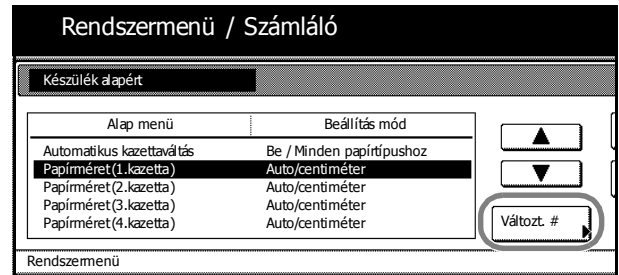 Rendszermenü / Számláló
Készülék alapért
Alap menü Beállítás mód
Automatikus kazettaváltás Be / Minden papírtípushoz
Papírméret(1.kazetta) Auto/centiméter
Papírméret(2.kazetta) Auto/centiméter
Papírméret(3.kazetta) Auto/centiméter
Papírméret(4.kazetta) Auto/centiméter
Változt. #
Rendszermenü